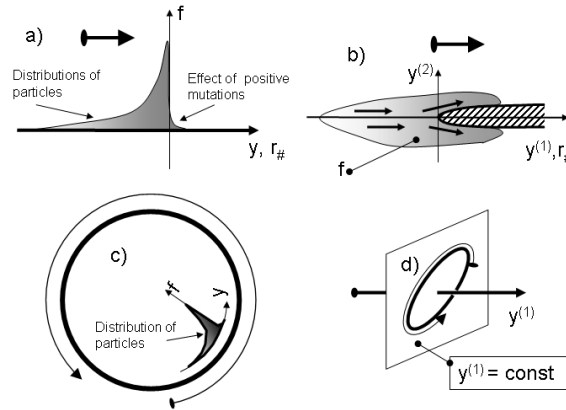 a)
f
Distributions of
particles
Effect of positive
mutations
y, r#
b)
y(2)
f
y(1), r#
c)
f
y
Distribution of
particles
d)
y(1)
y(1) = const